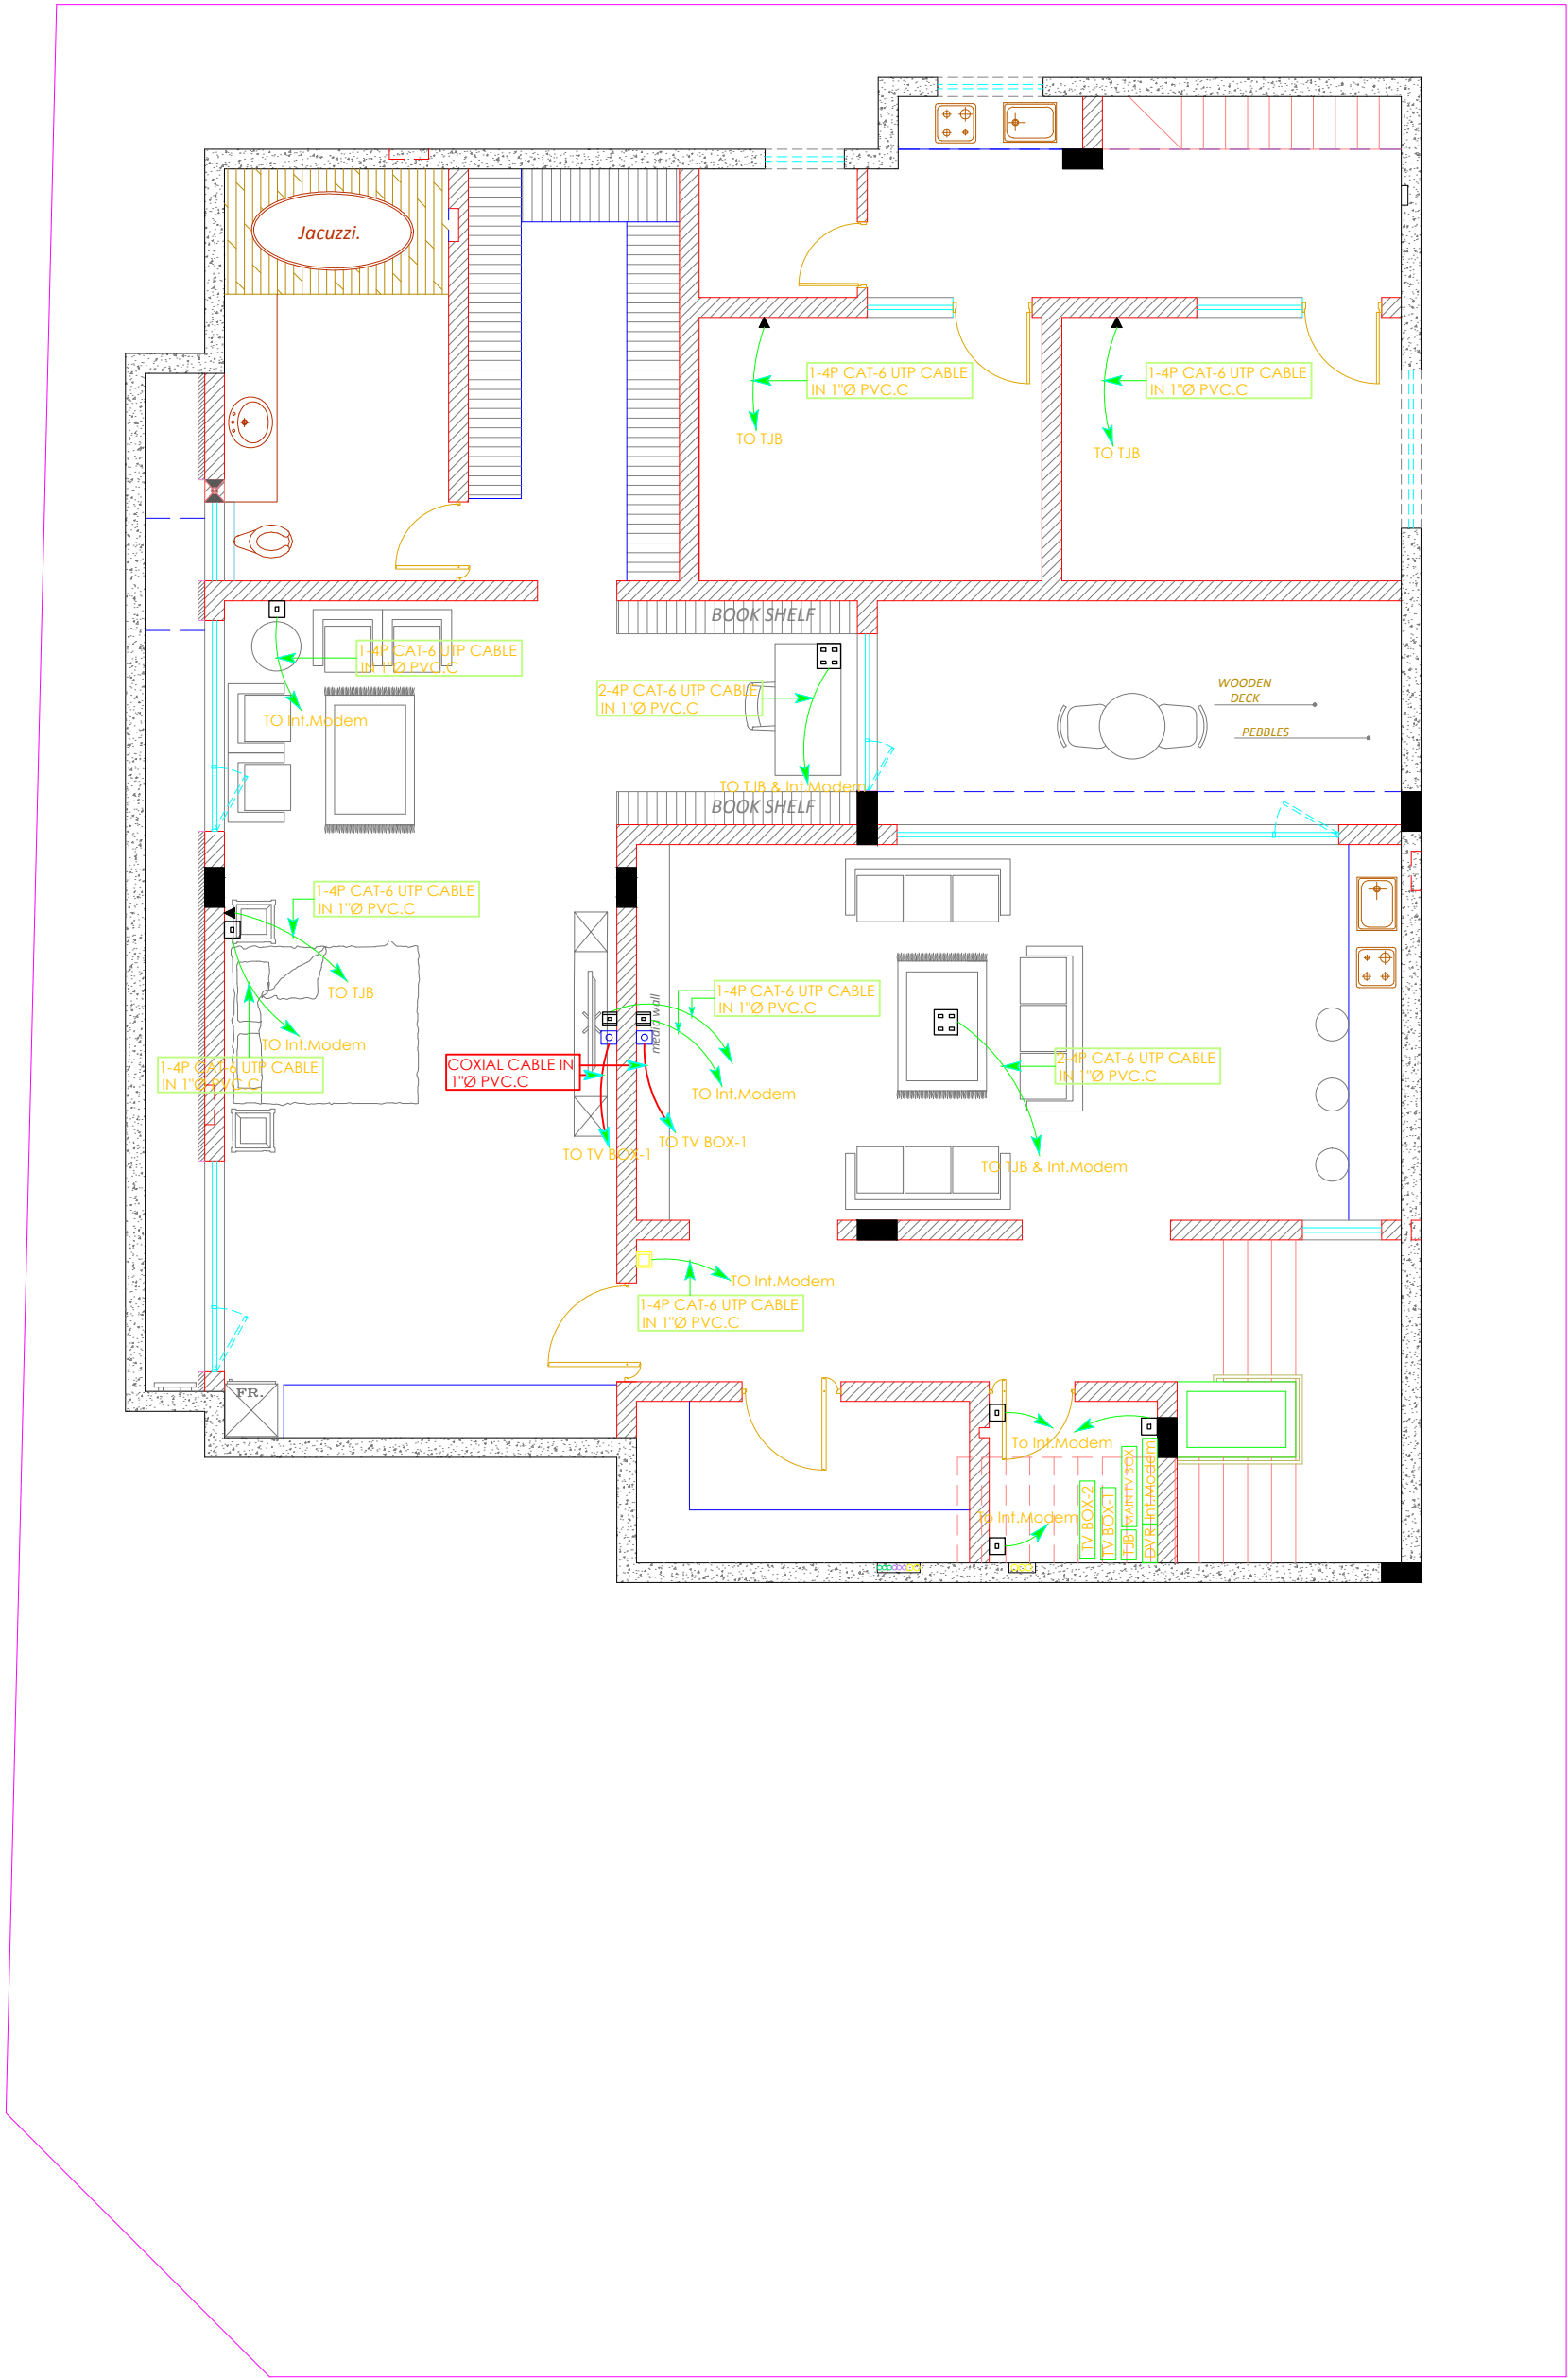 Jacuzzi.
1-4P CAT-6 UTP CABLE
IN 1"Ø PVC.C
TO TJB
1-4P CAT-6 UTP CABLE
IN 1"Ø PVC.C
TO TJB
BOOK SHELF
1-4P CAT-6 UTP CABLE
IN 1"Ø PVC.C
TO Int.Modem
2-4P CAT-6 UTP CABLE
IN 1"Ø PVC.C
TO TJB & Int.Modem
BOOK SHELF
WOODEN
DECK
PEBBLES
1-4P CAT-6 UTP CABLE
IN 1"Ø PVC.C
TO TJB
TO Int.Modem
1-4P CAT-6 UTP CABLE
IN 1"Ø PVC.C
COXIAL CABLE IN
1"Ø PVC.C
TO TV BOX-1
media wall
1-4P CAT-6 UTP CABLE
IN 1"Ø PVC.C
TO Int.Modem
TO TV BOX-1
2-4P CAT-6 UTP CABLE
IN 1"Ø PVC.C
TO TJB & Int.Modem
TO Int.Modem
1-4P CAT-6 UTP CABLE
IN 1"Ø PVC.C
FR.
To Int.Modem
To Int.Modem
TV BOX-2
TV BOX-1
TJB
MAIN TV BOX
DVR
Int.Modem